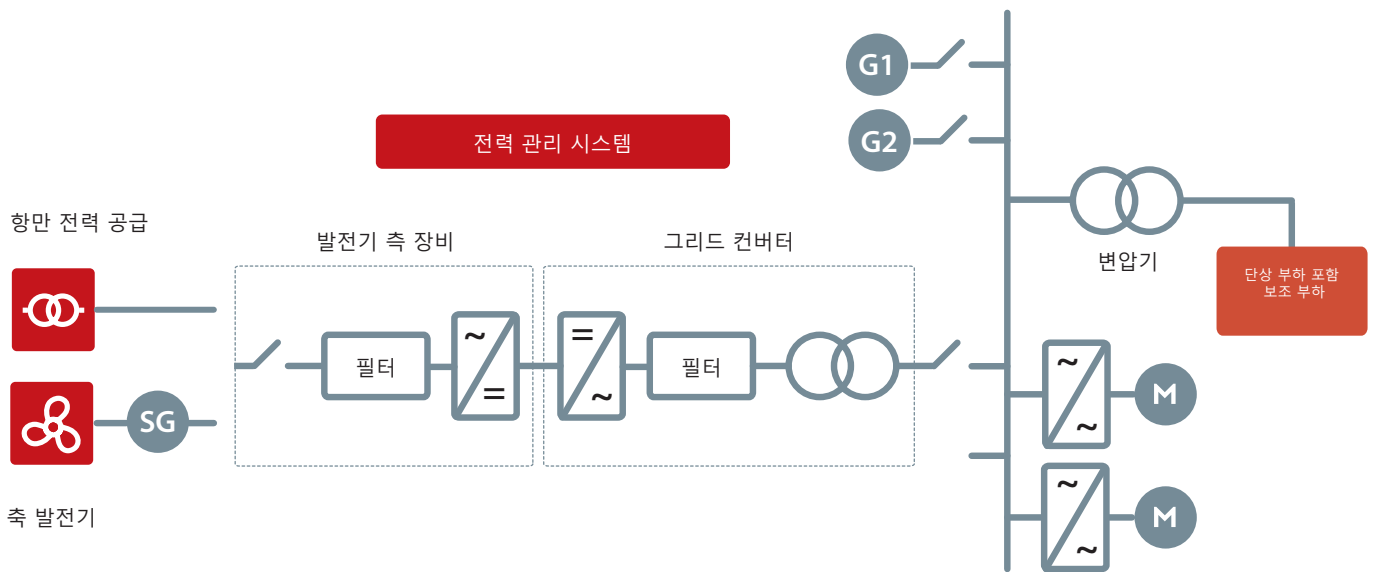 G1
전력 관리 시스템
G2
항만 전력 공급
발전기 측 장비
그리드 컨버터
변압기
단상 부하 포함
보조 부하
~
=
필터
=
~
필터
~
~
M
SG
축 발전기
~
~
M